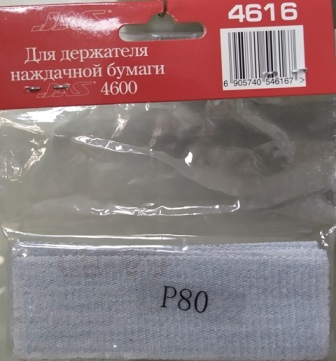 4616
Для держателя
наждачной бумаги
4600
6 905740 546167 >
P80